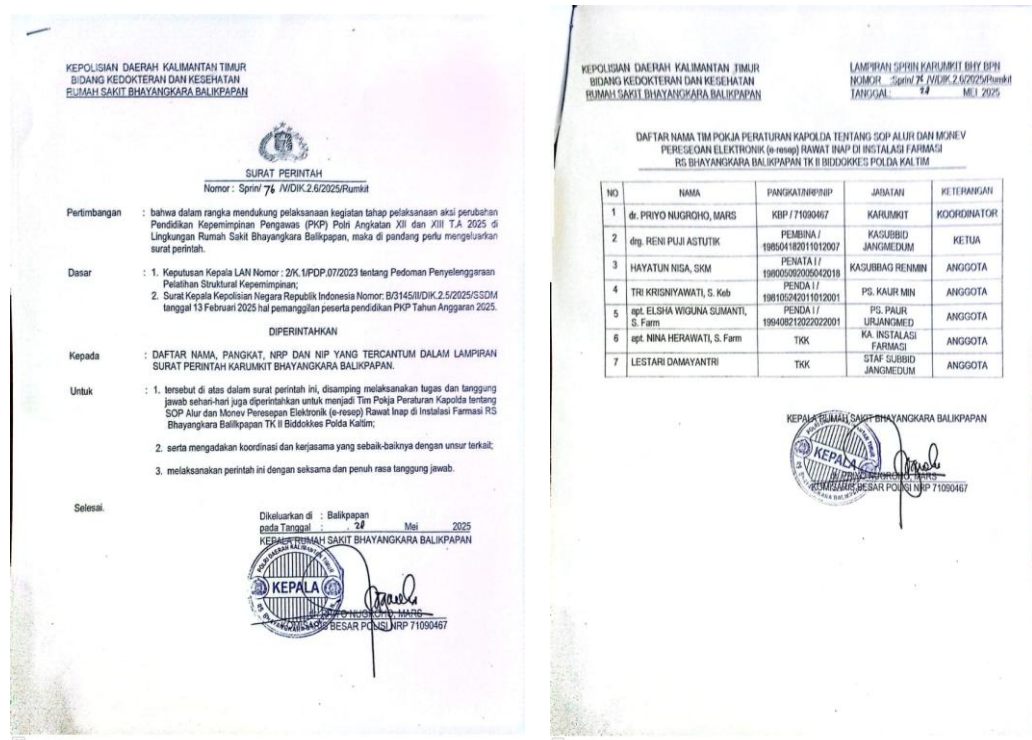 KEPOLISIAN DAERAH KALIMANTAN TIMUR
BIDANG KEDOKTERAN DAN KESEHATAN
RUMAH SAKIT BHAYANGKARA BALIKPAPAN
SURAT PERINTAH
Nomor : Sprin/ 76 /V/DIK.2.6/2025/Rumkit
Pertimbangan : bahwa dalam rangka mendukung pelaksanaan kegiatan tahap pelaksanaan aksi perubahan
Pendidikan Kepemimpinan Pengawas (PKP) Polri Angkatan XII dan XIII T.A 2025 di
Lingkungan Rumah Sakit Bhayangkara Balikpapan, maka di pandang perlu mengeluarkan
surat perintah.
Dasar : 1. Keputusan Kepala LAN Nomor : 2/K.1/PDP.07/2023 tentang Pedoman Penyelenggaraan
Pelatihan Struktural Kepemimpinan;
2. Surat Kepala Kepolisian Negara Republik Indonesia Nomor: B/3145/II/DIK.2.5/2025/SSDM
tanggal 13 Februari 2025 hal pemanggilan peserta pendidikan PKP Tahun Anggaran 2025.
DIPERINTAHKAN
Kepada : DAFTAR NAMA, PANGKAT, NRP DAN NIP YANG TERCANTUM DALAM LAMPIRAN
SURAT PERINTAH KARUMKIT BHAYANGKARA BALIKPAPAN.
Untuk : 1. tersebut di atas dalam surat perintah ini, disamping melaksanakan tugas dan tanggung
jawab sehari-hari juga diperintahkan untuk menjadi Tim Pokja Peraturan Kapolda tentang
SOP Alur dan Monev Peresepan Elektronik (e-resep) Rawat Inap di Instalasi Farmasi RS
Bhayangkara Balilkpapan TK II Biddokkes Polda Kaltim;
2. serta mengadakan koordinasi dan kerjasama yang sebaik-baiknya dengan unsur terkait;
3. melaksanakan perintah ini dengan seksama dan penuh rasa tanggung jawab.
Selesai.
Dikeluarkan di : Balikpapan
pada Tanggal : 28 Mei 2025
KEPALA RUMAH SAKIT BHAYANGKARA BALIKPAPAN
KEPALA
NUGROHO, MARS
KOMISARIS BESAR POLISI NRP 71090467
KEPOLISIAN DAERAH KALIMANTAN TIMUR
BIDANG KEDOKTERAN DAN KESEHATAN
RUMAH SAKIT BHAYANGKARA BALIKPAPAN
LAMPIRAN SPRIN KARUMKIT BHY BPN
NOMOR :Sprin/ 76 /V/DIK.2.6/2025/Rumkit
TANGGAL : 28 MEI 2025
DAFTAR NAMA TIM POKJA PERATURAN KAPOLDA TENTANG SOP ALUR DAN MONEV
PERESEOAN ELEKTRONIK (e-resep) RAWAT INAP DI INSTALASI FARMASI
RS BHAYANGKARA BALIKPAPAN TK II BIDDOKKES POLDA KALTIM
NO NAMA PANGKAT/NRP/NIP JABATAN KETERANGAN
1 dr. PRIYO NUGROHO, MARS KBP / 71090467 KARUMKIT KOORDINATOR
2 drg. RENI PUJI ASTUTIK PEMBINA / 198504182011012007 KASUBBID JANGMEDUM KETUA
3 HAYATUN NISA, SKM PENATA I / 198005092005042018 KASUBBAG RENMIN ANGGOTA
4 TRI KRISNIYAWATI, S. Keb PENDA I / 198105242011012001 PS. KAUR MIN ANGGOTA
5 apt. ELSHA WIGUNA SUMANTI, S. Farm PENDA I / 199408212022022001 PS. PAUR URJANGMED ANGGOTA
6 apt. NINA HERAWATI, S. Farm TKK KA. INSTALASI FARMASI ANGGOTA
7 LESTARI DAMAYANTRI TKK STAF SUBBID JANGMEDUM ANGGOTA
KEPALA RUMAH SAKIT BHAYANGKARA BALIKPAPAN
KEPALA
PRIYO NUGROHO, MARS
KOMISARIS BESAR POLISI NRP 71090467